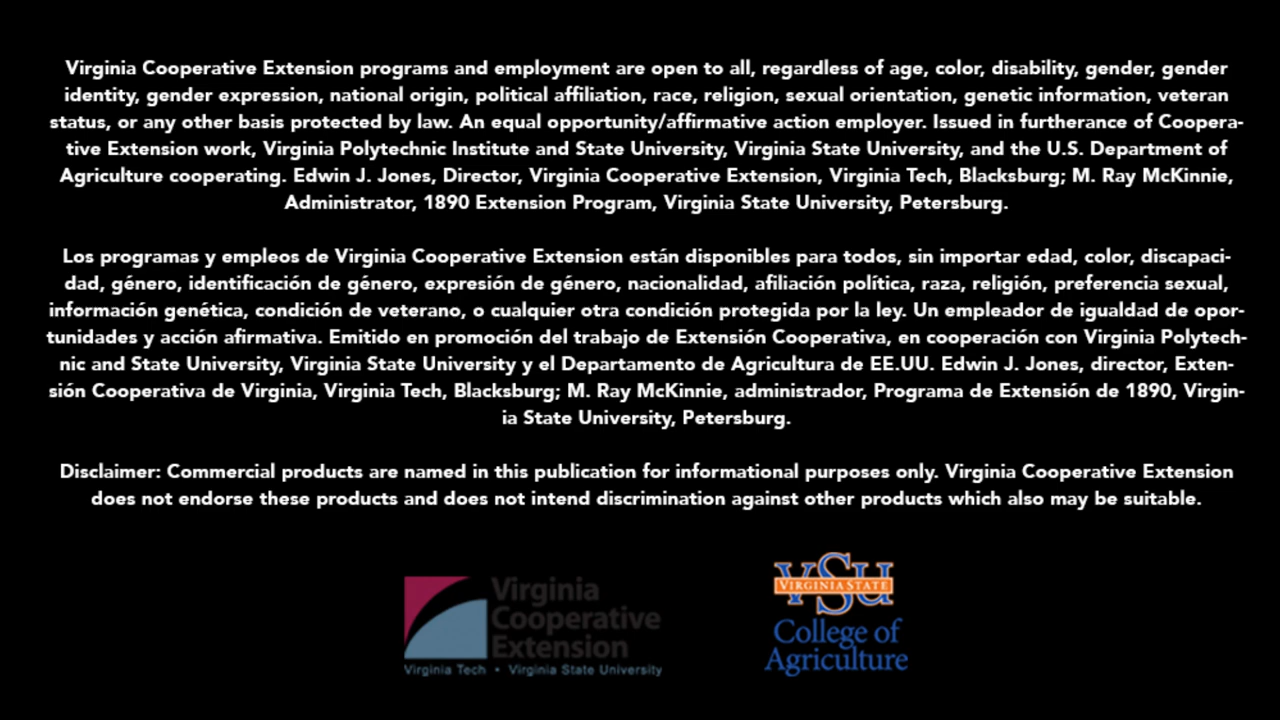 Virginia Cooperative Extension programs and employment are open to all, regardless of age, color, disability, gender, gender
identity, gender expression, national origin, political affiliation, race, religion, sexual orientation, genetic information, veteran
status, or any other basis protected by law. An equal opportunity/affirmative action employer. Issued in furtherance of Coopera-
tive Extension work, Virginia Polytechnic Institute and State University, Virginia State University, and the U.S. Department of
Agriculture cooperating. Edwin J. Jones, Director, Virginia Cooperative Extension, Virginia Tech, Blacksburg; M. Ray McKinnie,
Administrator, 1890 Extension Program, Virginia State University, Petersburg.
Los programas y empleos de Virginia Cooperative Extension están disponibles para todos, sin importar edad, color, discapaci-
dad, género, identificación de género, expresión de género, nacionalidad, afiliación política, raza, religión, preferencia sexual,
información genética, condición de veterano, o cualquier otra condición protegida por la ley. Un empleador de igualdad de opor-
tunidades y acción afirmativa. Emitido en promoción del trabajo de Extensión Cooperativa, en cooperación con Virginia Polytech-
nic and State University, Virginia State University y el Departamento de Agricultura de EE.UU. Edwin J. Jones, director, Exten-
sión Cooperativa de Virginia, Virginia Tech, Blacksburg; M. Ray McKinnie, administrador, Programa de Extensión de 1890, Virgin-
ia State University, Petersburg.
Disclaimer: Commercial products are named in this publication for informational purposes only. Virginia Cooperative Extension
does not endorse these products and does not intend discrimination against other products which also may be suitable.
Virginia
Cooperative
Extension
Virginia Tech • Virginia State University
VSU
VIRGINIA STATE
College of
Agriculture